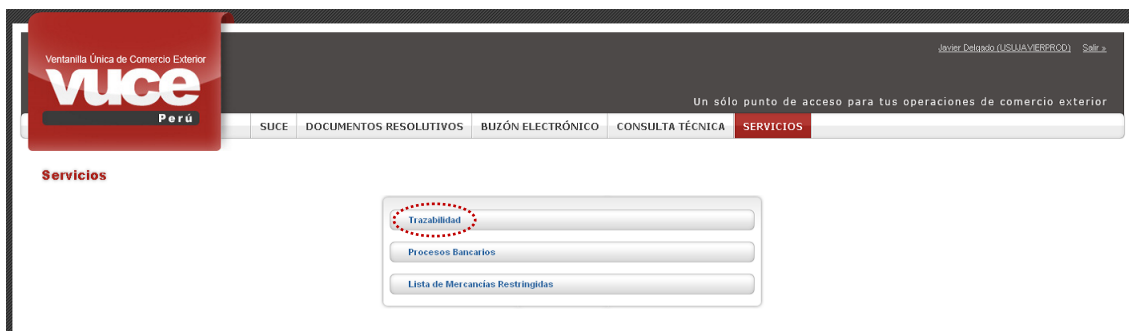 Ventanilla Única de Comercio Exterior
vuce
Perú
Javier Delgado (USUJAVIERPROD) Salir »
Un sólo punto de acceso para tus operaciones de comercio exterior
SUCE DOCUMENTOS RESOLUTIVOS BUZÓN ELECTRÓNICO CONSULTA TÉCNICA SERVICIOS
Servicios
Trazabilidad
Procesos Bancarios
Lista de Mercancías Restringidas